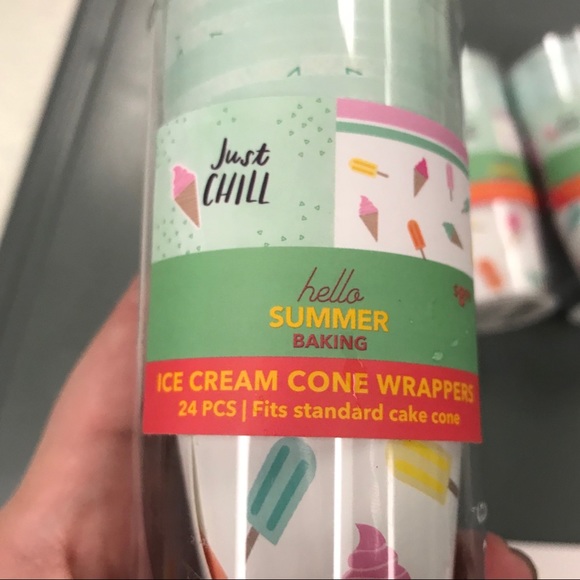 Just
CHILL
hello
SUMMER
BAKING
ICE CREAM CONE WRAPPERS
24 PCS | Fits standard cake cone